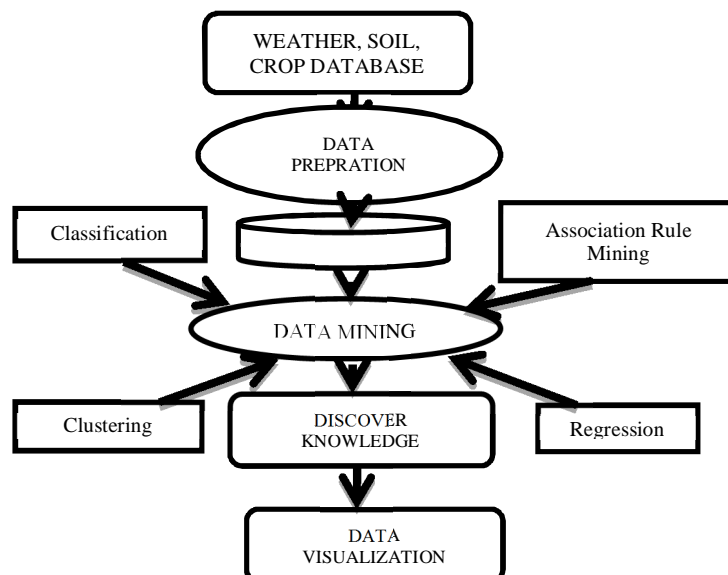 WEATHER, SOIL,
CROP DATABASE
DATA
PREPRATION
Classification
Association Rule
Mining
DATA MINING
Clustering
DISCOVER
KNOWLEDGE
Regression
DATA
VISUALIZATION